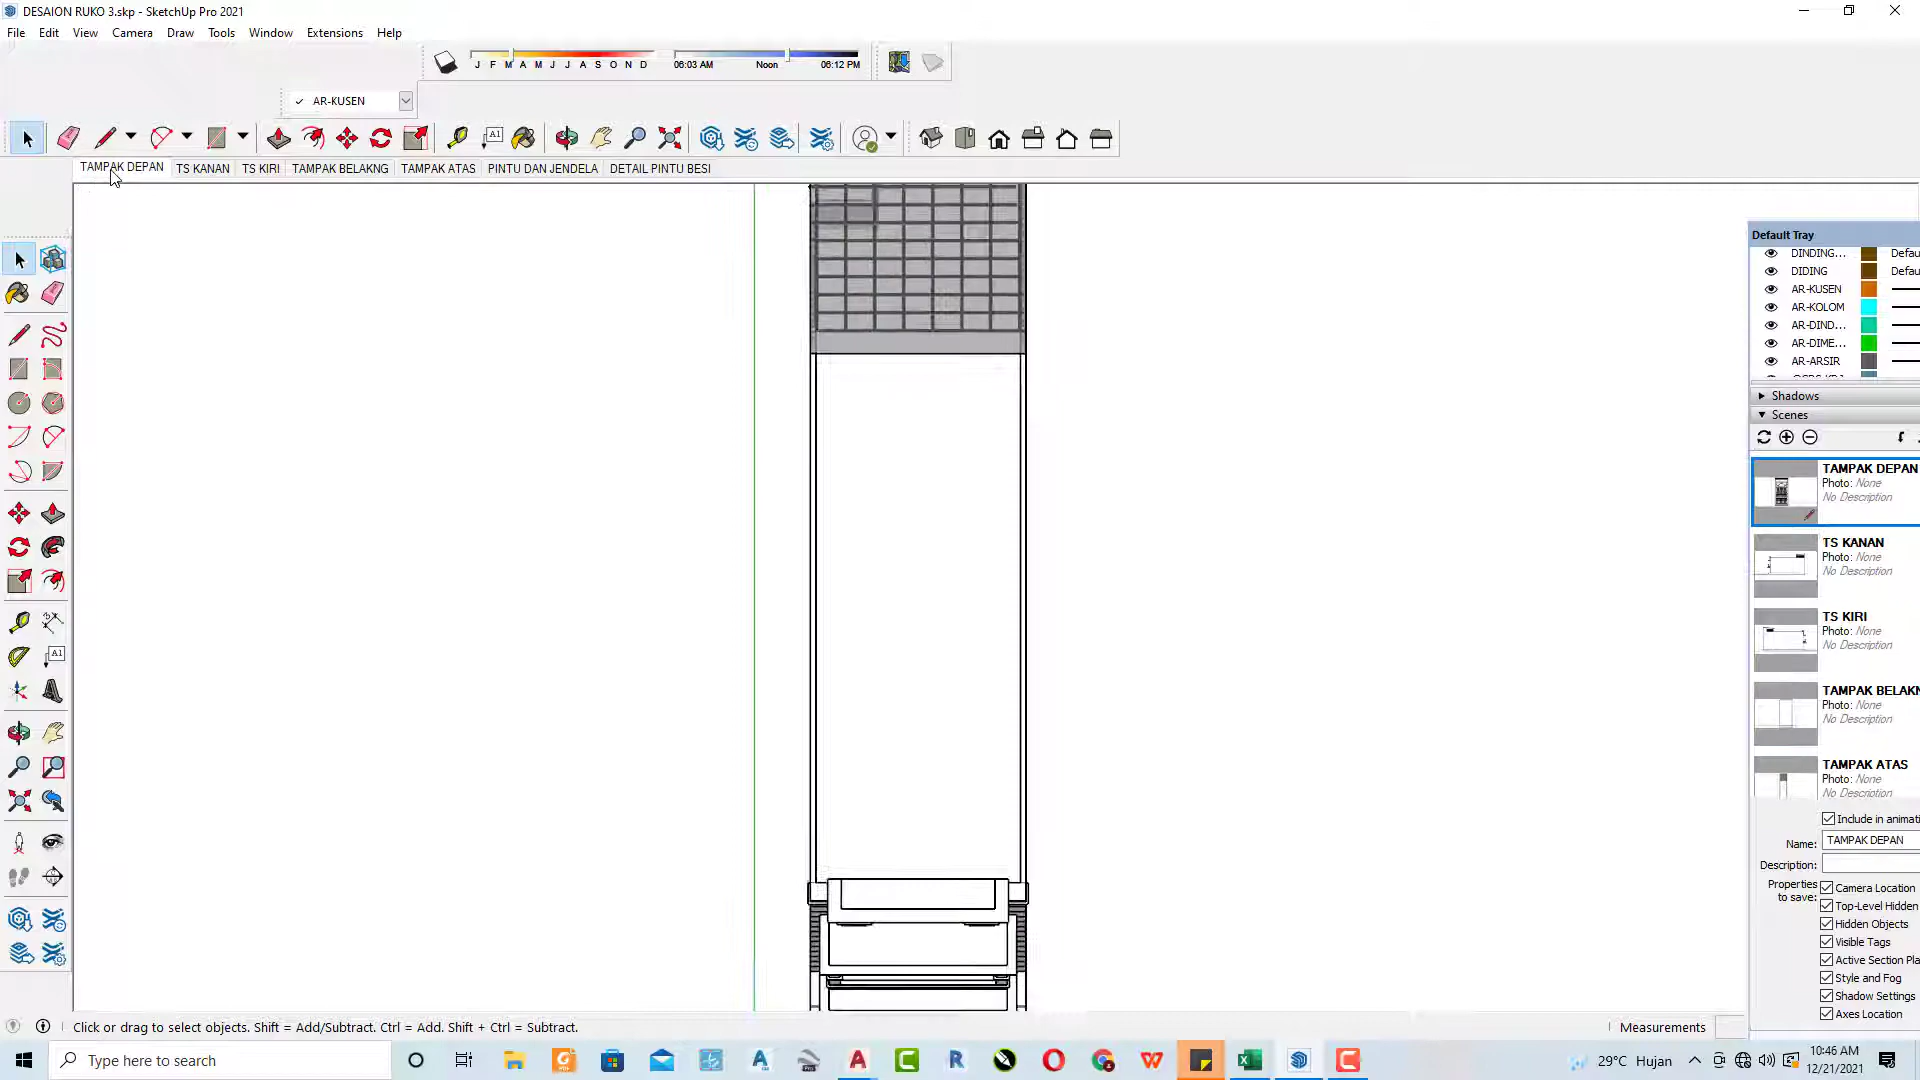 DESAION RUKO 3.skp - SketchUp Pro 2021
File Edit View Camera Draw Tools Window Extensions Help
J F M A M J J A S O N D 06:03 AM Noon 06:12 PM
✓ AR-KUSEN
A1
TAMPAK DEPAN TS KANAN TS KIRI TAMPAK BELAKNG TAMPAK ATAS PINTU DAN JENDELA DETAIL PINTU BESI
Default Tray
DINDING... Defau
DIDING Defau
AR-KUSEN
AR-KOLOM
AR-DIND...
AR-DIME...
AR-ARSIR
Shadows
Scenes
TAMPAK DEPAN
Photo: None
No Description
TS KANAN
Photo: None
No Description
TS KIRI
Photo: None
No Description
TAMPAK BELAKN
Photo: None
No Description
TAMPAK ATAS
Photo: None
No Description
A1
Include in animati
Name: TAMPAK DEPAN
Description:
Properties to save:
Camera Location
Top-Level Hidden
Hidden Objects
Visible Tags
Active Section Pla
Style and Fog
Shadow Settings
Axes Location
Click or drag to select objects. Shift = Add/Subtract. Ctrl = Add. Shift + Ctrl = Subtract.
Measurements
Type here to search
29°C Hujan
10:46 AM
12/21/2021